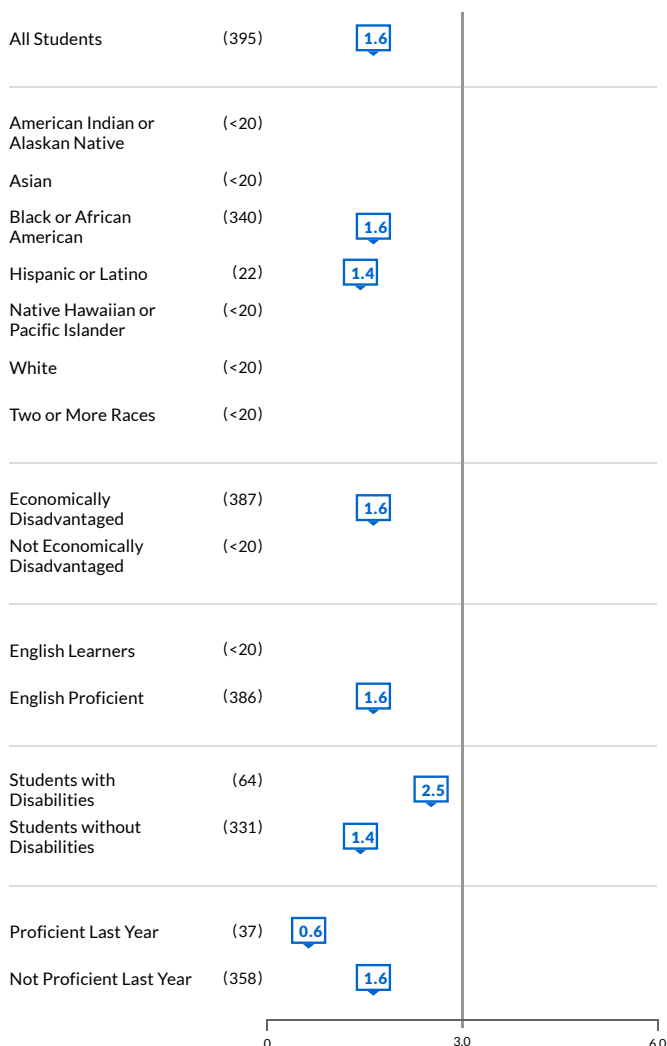 All Students (395) 1.6
American Indian or (<20)
Alaskan Native
Asian (<20)
Black or African (340) 1.6
American
Hispanic or Latino (22) 1.4
Native Hawaiian or (<20)
Pacific Islander
White (<20)
Two or More Races (<20)
Economically (387) 1.6
Disadvantaged
Not Economically (<20)
Disadvantaged
English Learners (<20)
English Proficient (386) 1.6
Students with (64) 2.5
Disabilities
Students without (331) 1.4
Disabilities
Proficient Last Year (37) 0.6
Not Proficient Last Year (358) 1.6
0 3.0 6.0